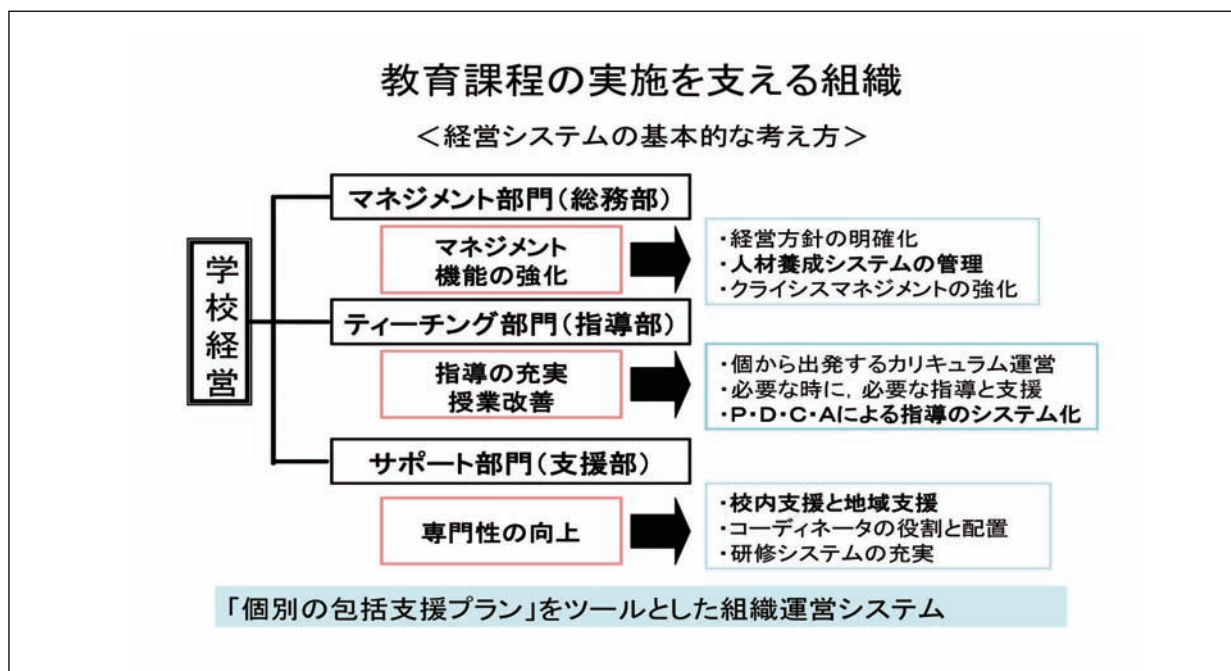 教育課程の実施を支える組織
<経営システムの基本的な考え方>
学校経営
マネジメント部門(総務部)
マネジメント
機能の強化
・経営方針の明確化
・人材養成システムの管理
・クライシスマネジメントの強化
ティーチング部門(指導部)
指導の充実
授業改善
・個から出発するカリキュラム運営
・必要な時に,必要な指導と支援
・P・D・C・Aによる指導のシステム化
サポート部門(支援部)
専門性の向上
・校内支援と地域支援
・コーディネータの役割と配置
・研修システムの充実
「個別の包括支援プラン」をツールとした組織運営システム